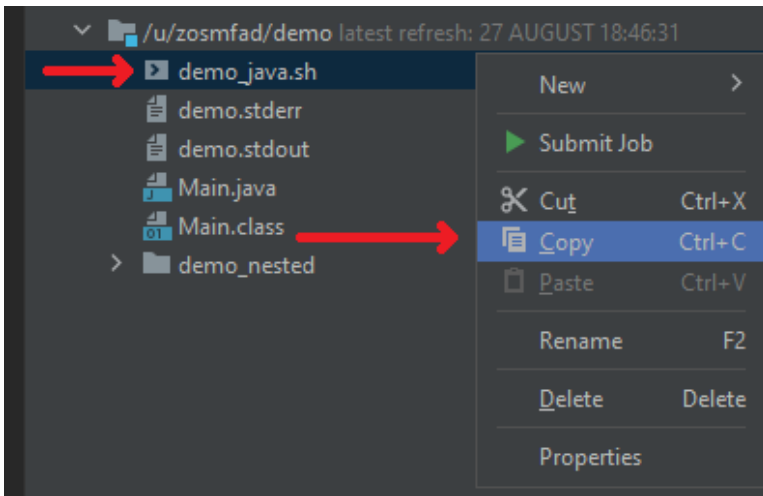 /u/zosmfad/demo latest refresh: 27 AUGUST 18:46:31
demo_java.sh
demo.stderr
demo.stdout
Main.java
Main.class
demo_nested
New
Submit Job
Cut Ctrl+X
Copy Ctrl+C
Paste Ctrl+V
Rename F2
Delete Delete
Properties